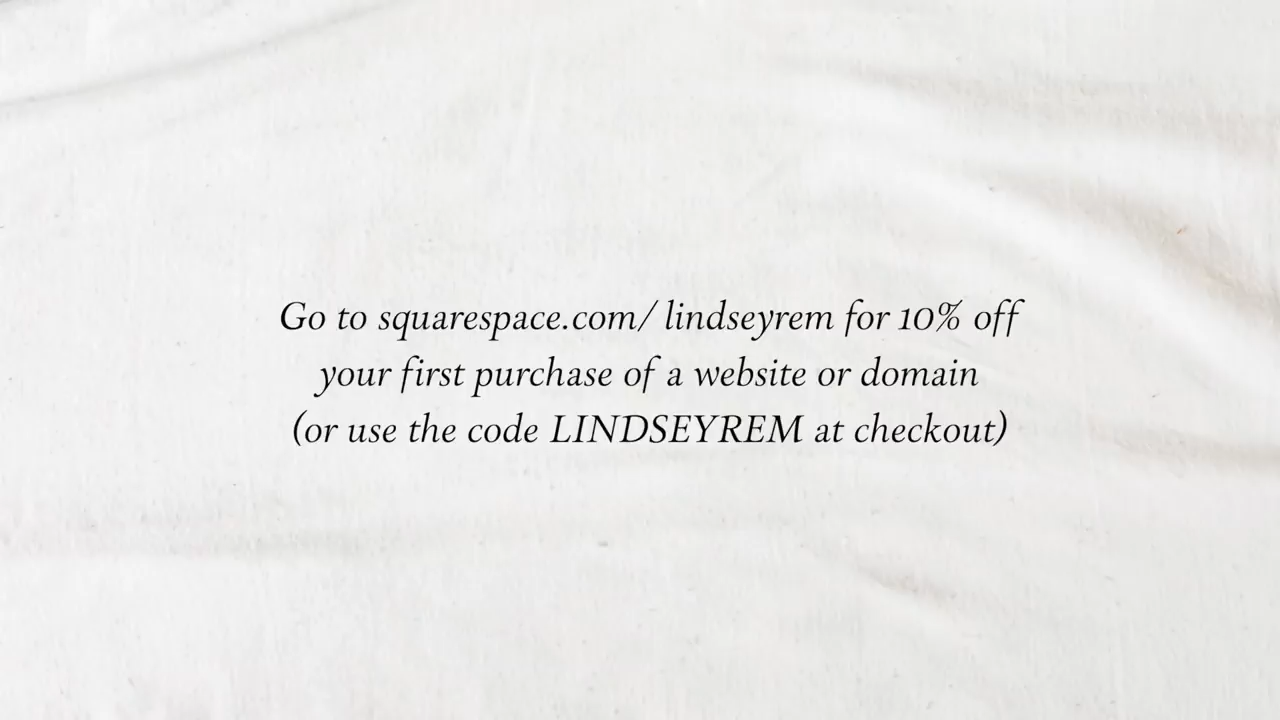 Go to squarespace.com/ lindseyrem for 10% off
your first purchase of a website or domain
(or use the code LINDSEYREM at checkout)